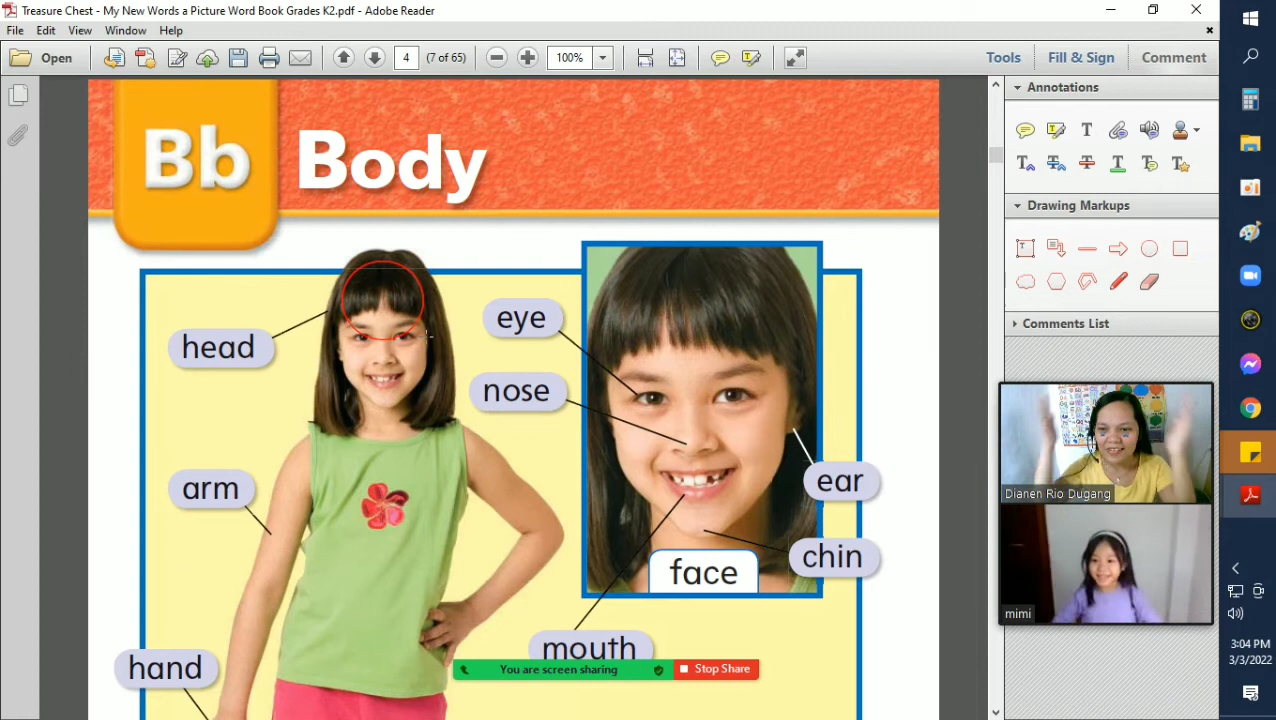 Treasure Chest - My New Words a Picture Word Book Grades K2.pdf - Adobe Reader
File Edit View Window Help
Open 4 (7 of 65) 100% Tools Fill & Sign Comment
Annotations
Drawing Markups
Comments List
Bb Body
head
eye
nose
arm
ear
chin
face
mouth
hand
You are screen sharing Stop Share
Dianen Rio Dugang
mimi
3:04 PM
3/3/2022